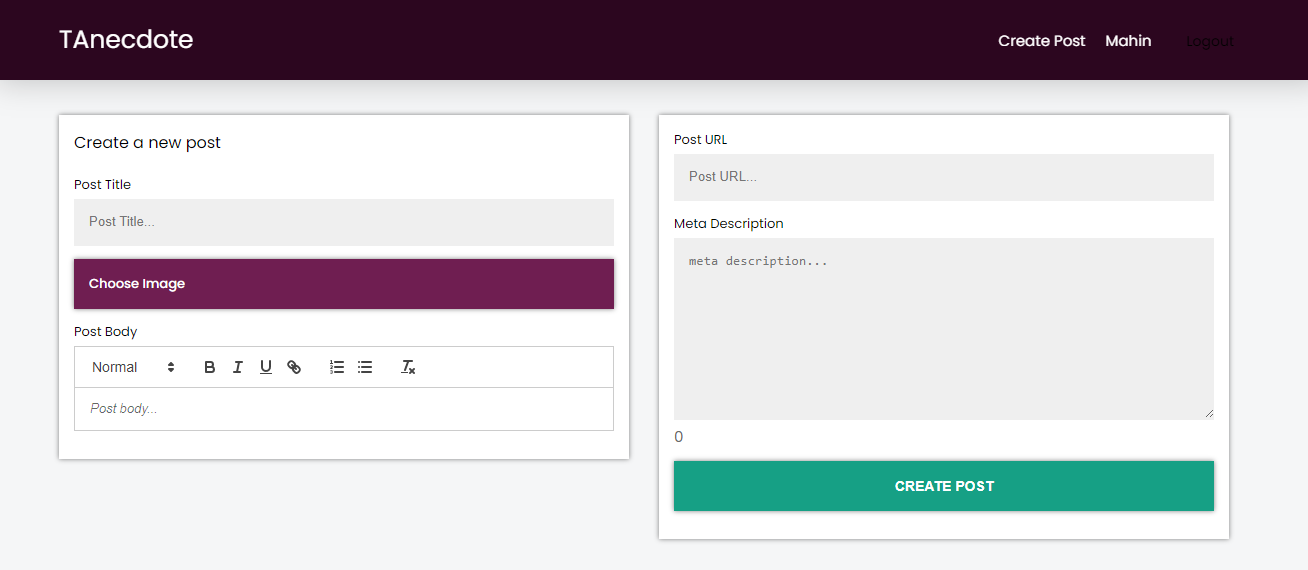 TAnecdote
Create Post Mahin Logout
Create a new post
Post Title
Post Title...
Choose Image
Post Body
Normal B I U
Post body...
Post URL
Post URL...
Meta Description
meta description...
0
CREATE POST